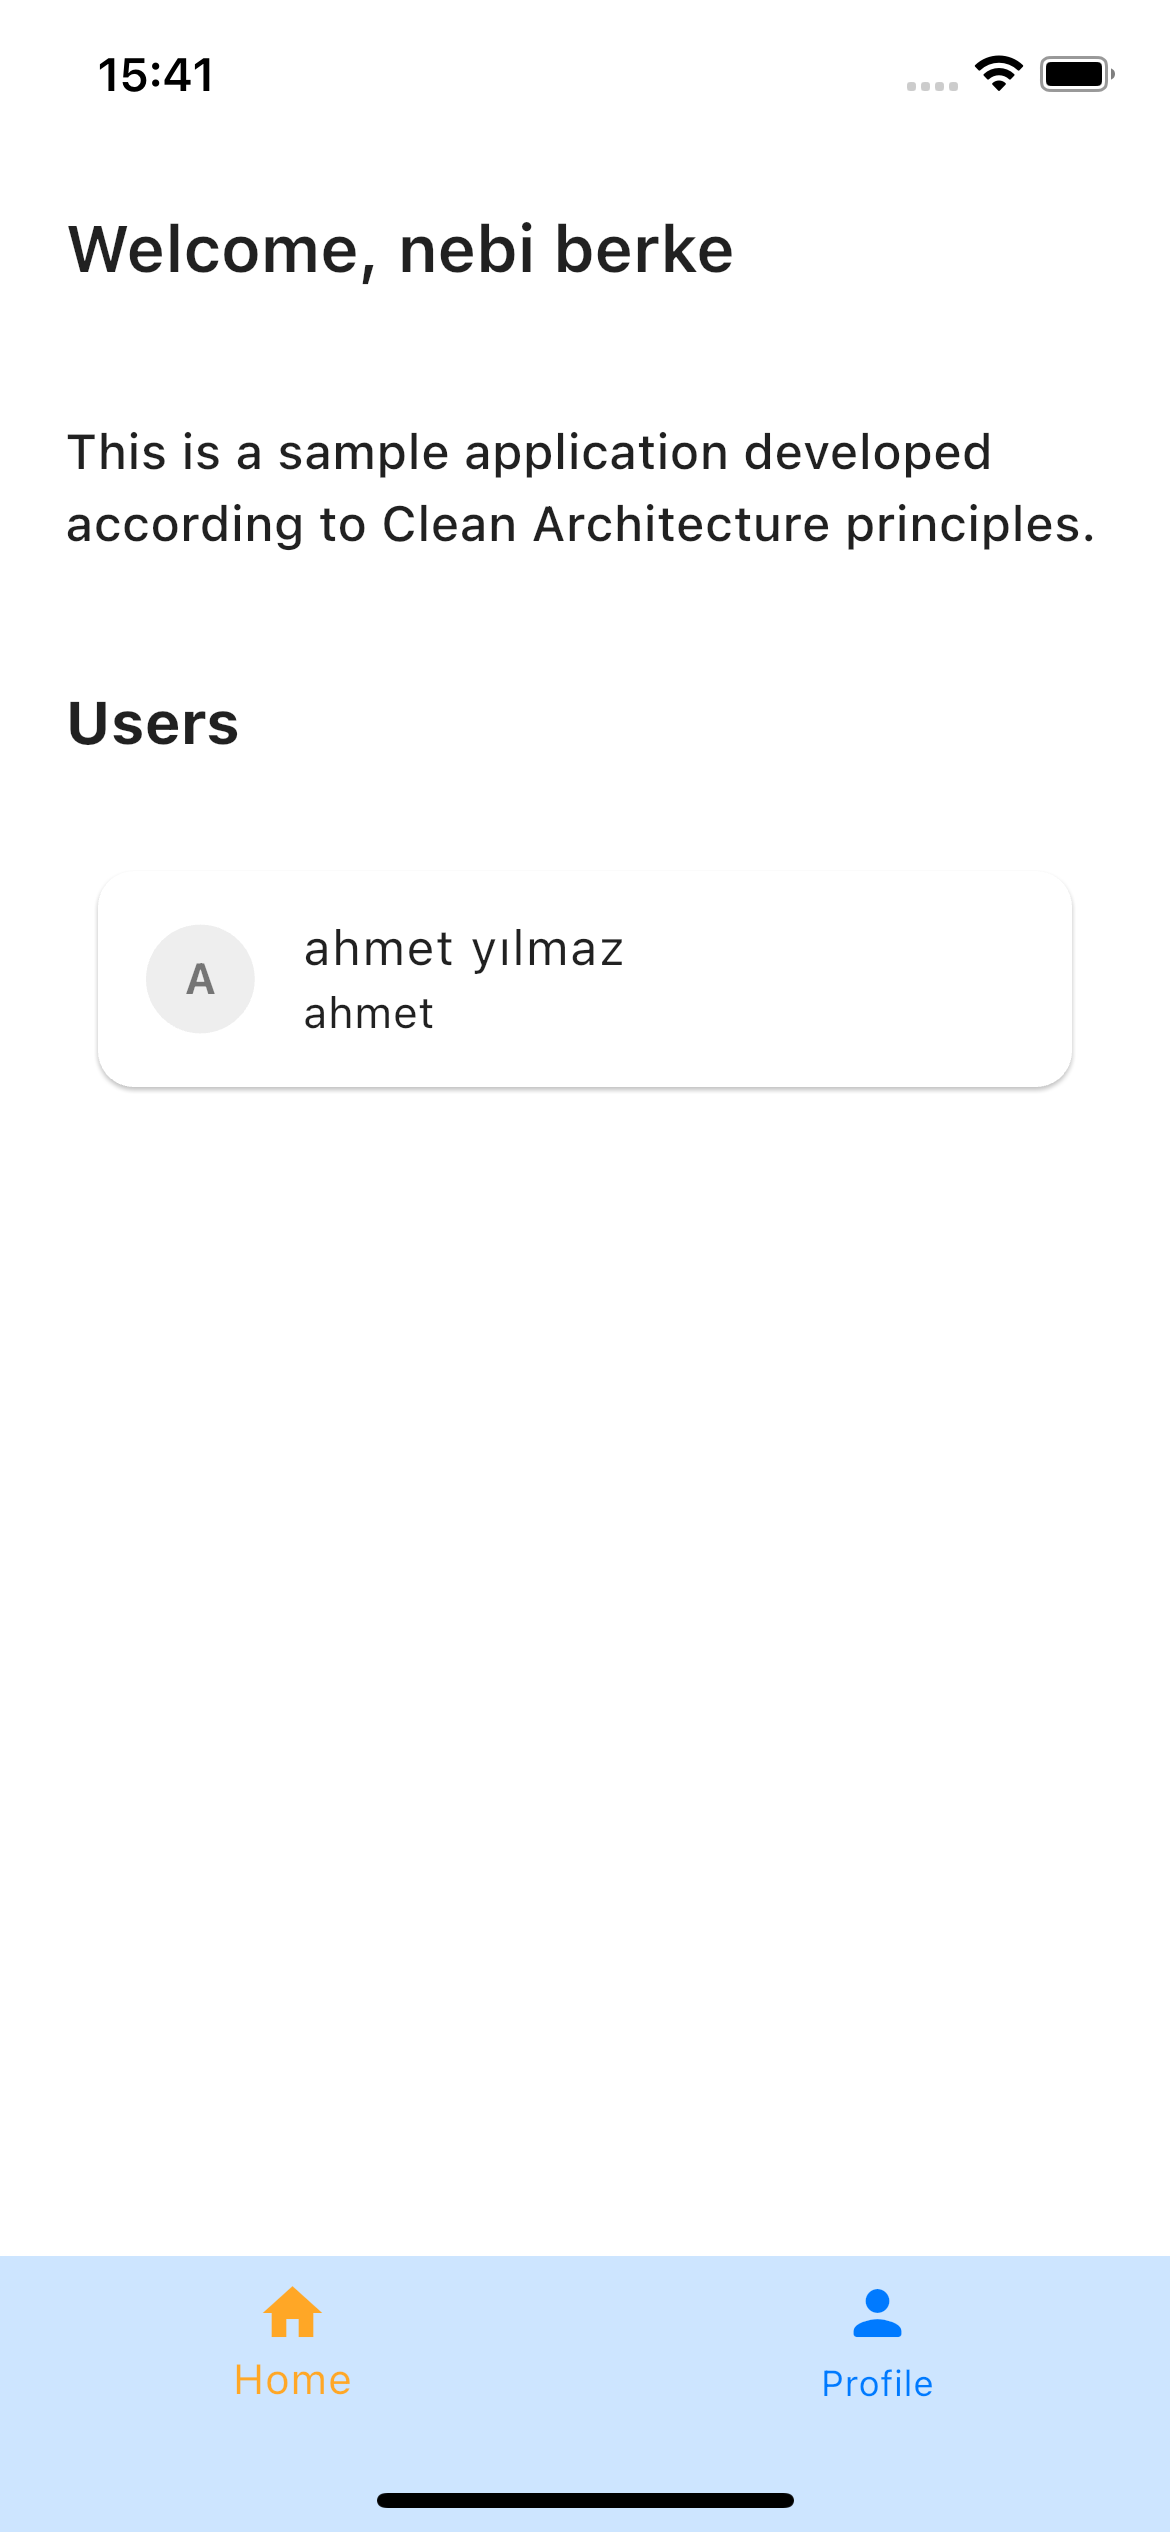 15:41
Welcome, nebi berke
This is a sample application developed
according to Clean Architecture principles.
Users
A
ahmet yılmaz
ahmet
Home
Profile